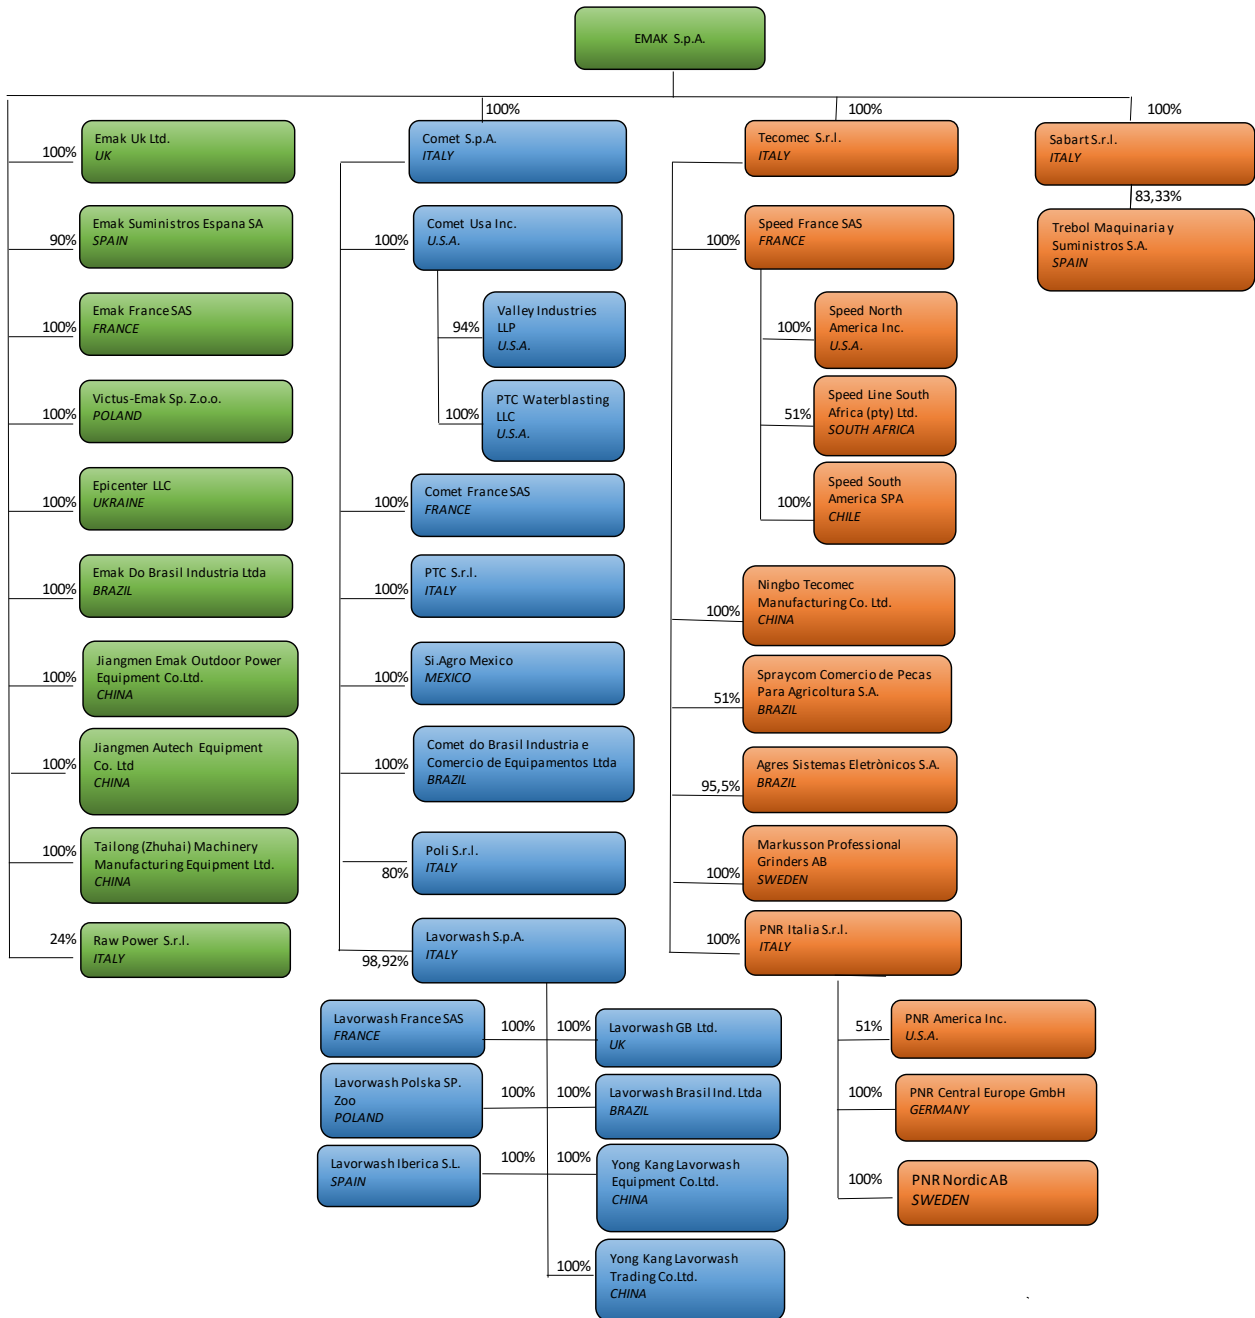 EMAK S.p.A.
100%
100%
100%
100%
Emak Uk Ltd.
UK
90%
Emak Suministros Espana SA
SPAIN
100%
Emak France SAS
FRANCE
100%
Victus-Emak Sp. Z.o.o.
POLAND
100%
Epicenter LLC
UKRAINE
100%
Emak Do Brasil Industria Ltda
BRAZIL
100%
Jiangmen Emak Outdoor Power
Equipment Co.Ltd.
CHINA
100%
Jiangmen Autech Equipment
Co. Ltd
CHINA
100%
Tailong (Zhuhai) Machinery
Manufacturing Equipment Ltd.
CHINA
24%
Raw Power S.r.l.
ITALY
Comet S.p.A.
ITALY
100%
Comet Usa Inc.
U.S.A.
94%
Valley Industries
LLP
U.S.A.
100%
PTC Waterblasting
LLC
U.S.A.
100%
Comet France SAS
FRANCE
100%
PTC S.r.l.
ITALY
100%
Si.Agro Mexico
MEXICO
100%
Comet do Brasil Industria e
Comercio de Equipamentos Ltda
BRAZIL
80%
Poli S.r.l.
ITALY
98,92%
Lavorwash S.p.A.
ITALY
Lavorwash France SAS
FRANCE
100%
100%
Lavorwash GB Ltd.
UK
Lavorwash Polska SP.
Zoo
POLAND
100%
100%
Lavorwash Brasil Ind. Ltda
BRAZIL
Lavorwash Iberica S.L.
SPAIN
100%
100%
Yong Kang Lavorwash
Equipment Co.Ltd.
CHINA
100%
Yong Kang Lavorwash
Trading Co.Ltd.
CHINA
Tecomec S.r.l.
ITALY
100%
Speed France SAS
FRANCE
100%
Speed North
America Inc.
U.S.A.
51%
Speed Line South
Africa (pty) Ltd.
SOUTH AFRICA
100%
Speed South
America SPA
CHILE
100%
Ningbo Tecomec
Manufacturing Co. Ltd.
CHINA
51%
Spraycom Comercio de Pecas
Para Agricoltura S.A.
BRAZIL
95,5%
Agres Sistemas Eletrònicos S.A.
BRAZIL
100%
Markusson Professional
Grinders AB
SWEDEN
100%
PNR Italia S.r.l.
ITALY
51%
PNR America Inc.
U.S.A.
100%
PNR Central Europe GmbH
GERMANY
100%
PNR Nordic AB
SWEDEN
Sabart S.r.l.
ITALY
83,33%
Trebol Maquinaria y
Suministros S.A.
SPAIN